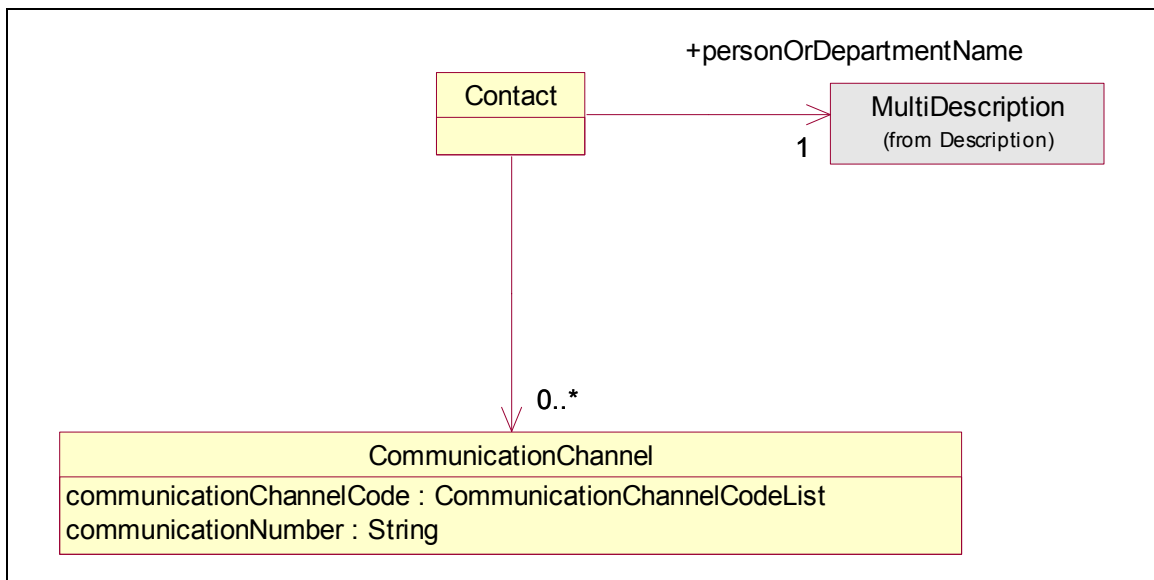 +personOrDepartmentName
Contact
MultiDescription
(from Description)
1
0..*
CommunicationChannel
communicationChannelCode : CommunicationChannelCodeList
communicationNumber : String